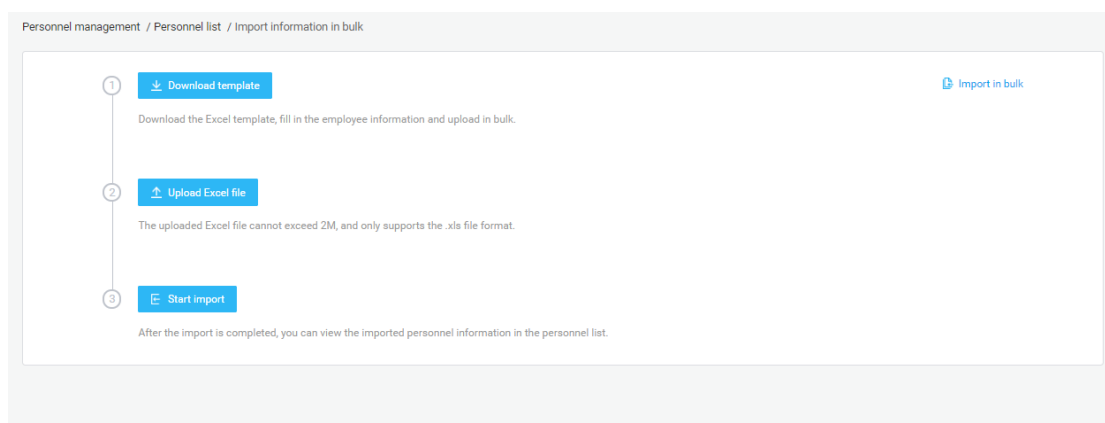 Personnel management / Personnel list / Import information in bulk
1 Download template
Import in bulk
Download the Excel template, fill in the employee information and upload in bulk.
2 Upload Excel file
The uploaded Excel file cannot exceed 2M, and only supports the .xls file format.
3 Start import
After the import is completed, you can view the imported personnel information in the personnel list.